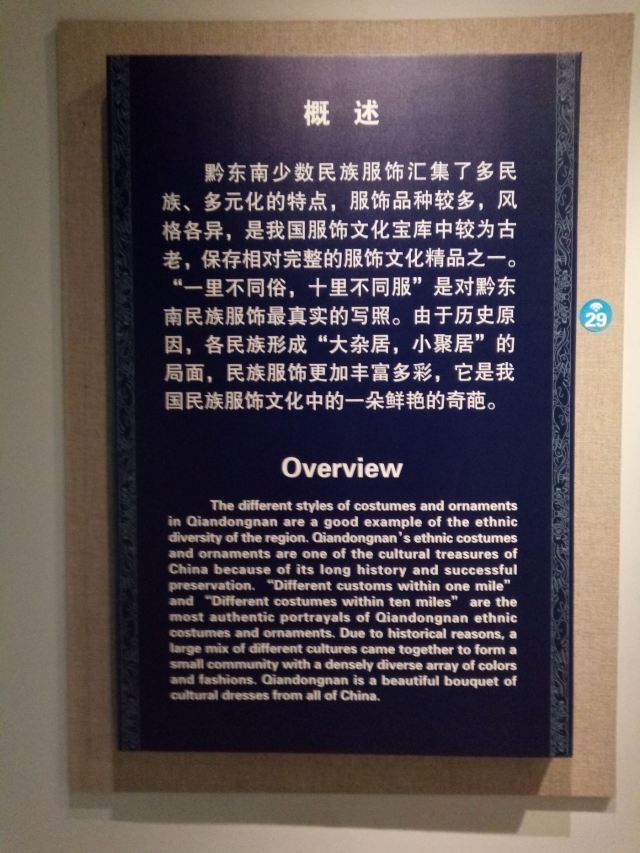 概 述
黔东南少数民族服饰汇集了多民
族、多元化的特点，服饰品种较多，风
格各异，是我国服饰文化宝库中较为古
老，保存相对完整的服饰文化精品之一。
“一里不同俗，十里不同服”是对黔东
南民族服饰最真实的写照。由于历史原
因，各民族形成“大杂居，小聚居”的
局面，民族服饰更加丰富多彩，它是我
国民族服饰文化中的一朵鲜艳的奇葩。
Overview
The different styles of costumes and ornaments
in Qiandongnan are a good example of the ethnic
diversity of the region. Qiandongnan's ethnic costumes
and ornaments are one of the cultural treasures of
China because of its long history and successful
preservation. “Different customs within one mile”
and “Different costumes within ten miles” are the
most authentic portrayals of Qiandongnan ethnic
costumes and ornaments. Due to historical reasons, a
large mix of different cultures came together to form a
small community with a densely diverse array of colors
and fashions. Qiandongnan is a beautiful bouquet of
cultural dresses from all of China.
29